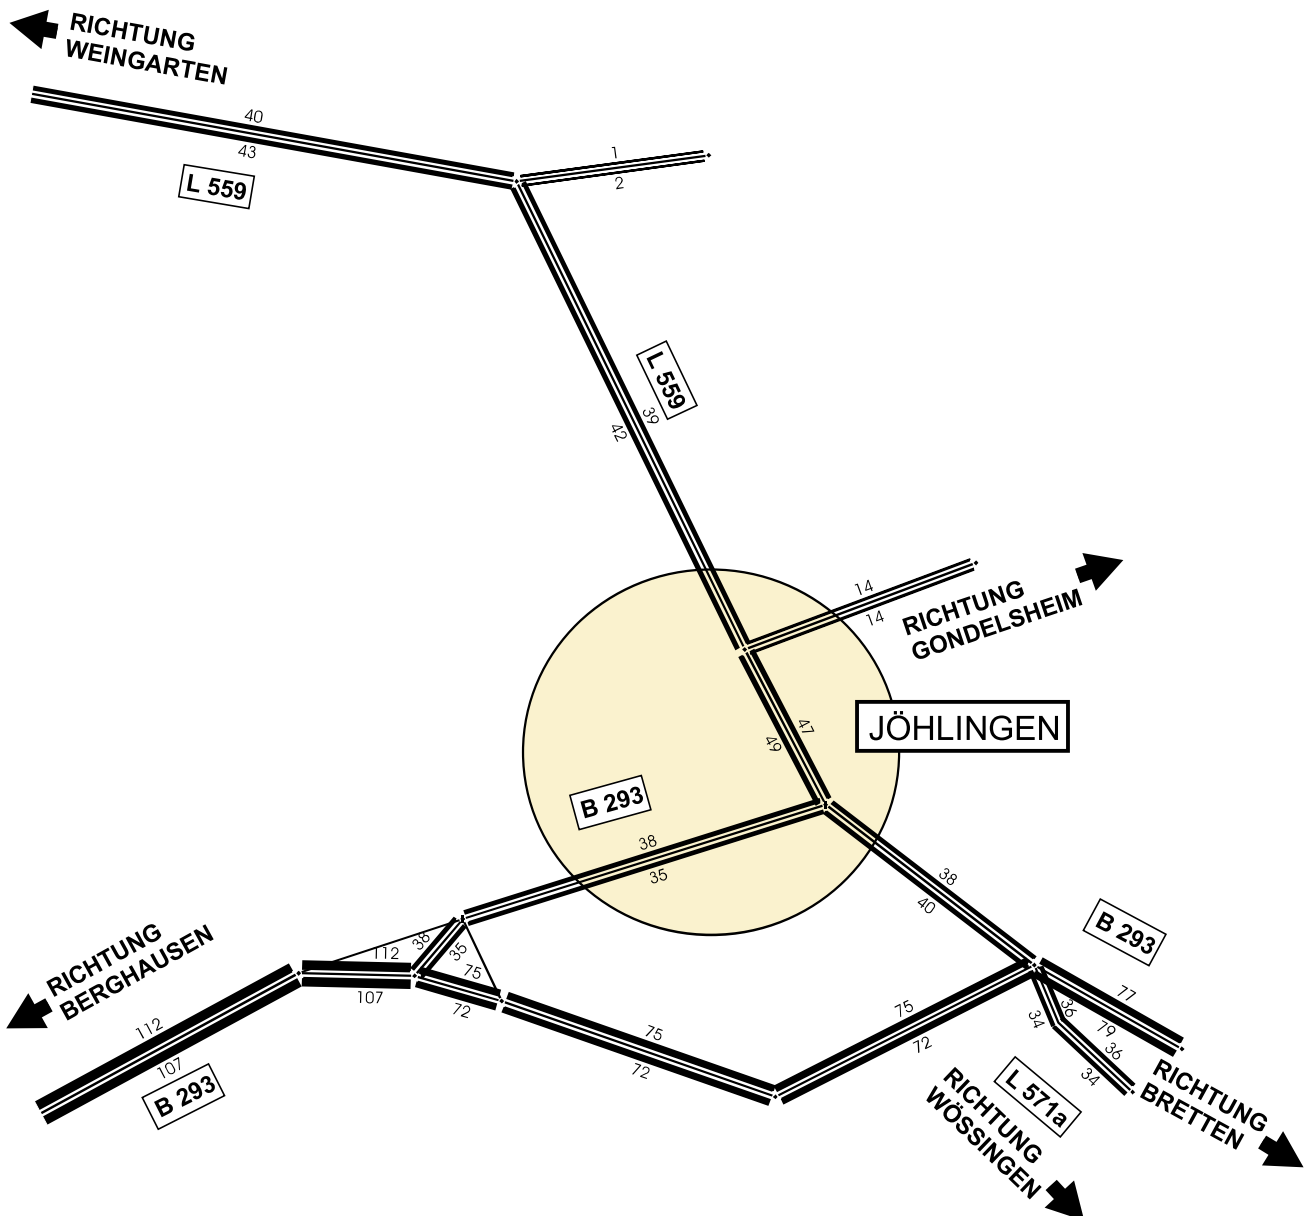 RICHTUNG
WEINGARTEN
40
43
L 559
1
2
L 559
39
42
14
14
RICHTUNG
GONDELSHEIM
47
49
JÖHLINGEN
B 293
38
35
38
40
B 293
RICHTUNG
BERGHAUSEN
112
38
35
75
107
72
112
107
B 293
75
72
75
72
77
79
36
34
36
34
L 571a
RICHTUNG
WÖSSINGEN
RICHTUNG
BRETTEN